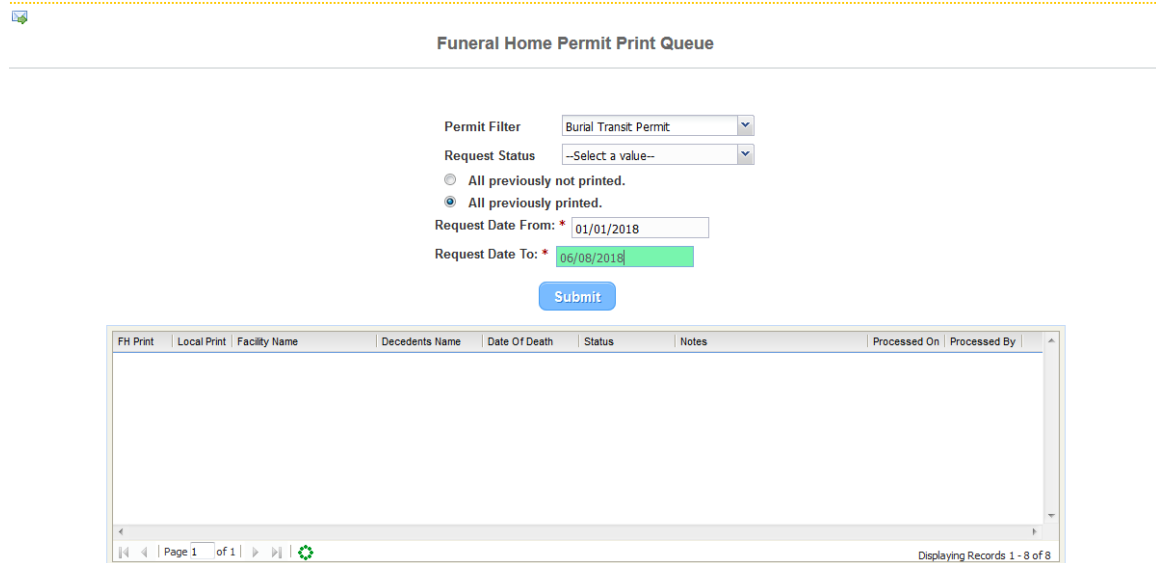 Funeral Home Permit Print Queue
Permit Filter Burial Transit Permit
Request Status --Select a value--
All previously not printed.
All previously printed.
Request Date From: * 01/01/2018
Request Date To: * 06/08/2018
Submit
FH Print Local Print Facility Name Decedents Name Date Of Death Status Notes Processed On Processed By
Page 1 of 1 Displaying Records 1 - 8 of 8